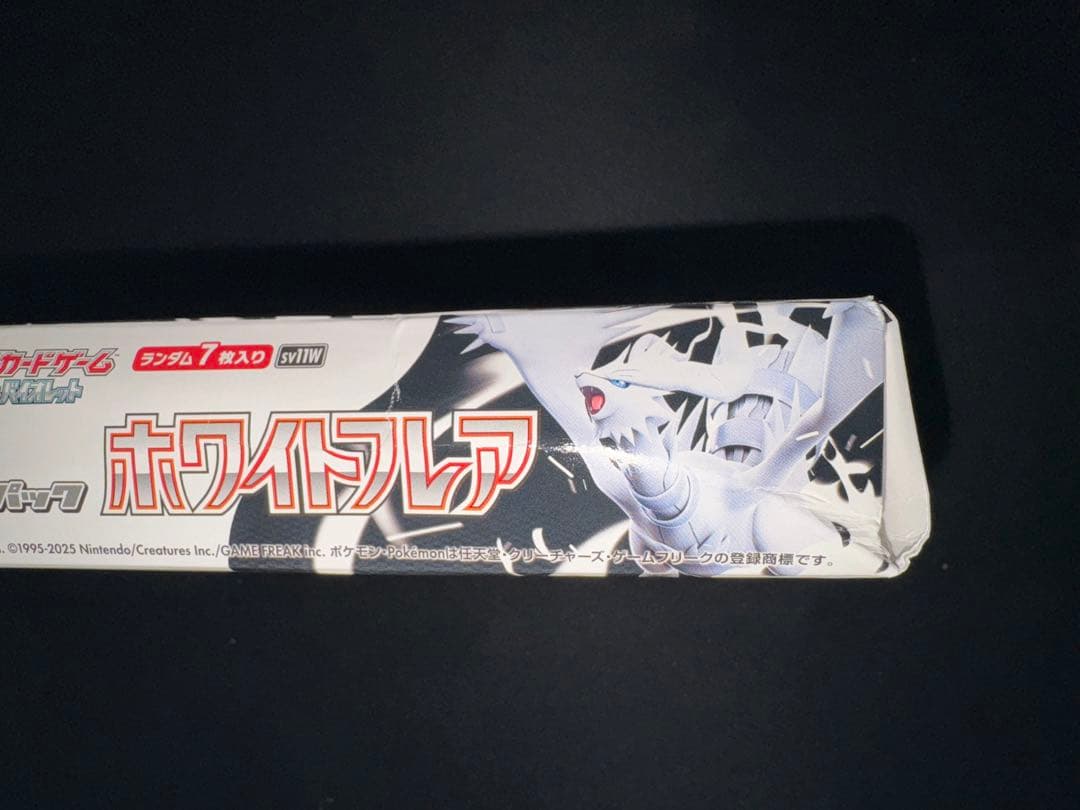 カードゲーム
バイオレット
ランダム7枚入り
sv11W
パック
ホワイトフレア
©1995-2025 Nintendo/Creatures Inc./GAME FREAK inc. ポケモン・Pokémonは任天堂・クリーチャーズ・ゲームフリークの登録商標です。